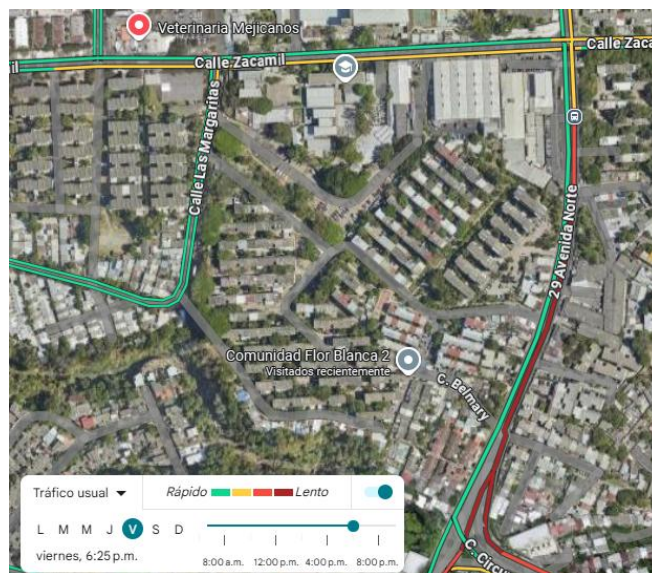 Veterinaria Mejicanos
il
Calle Zacamil
Calle Zaca
Calle Las Margaritas
29 Avenida Norte
Comunidad Flor Blanca 2
Visitados recientemente
C. Belmary
C. Circu
Tráfico usual
Rápido
Lento
L M M J V S D
viernes, 6:25 p.m.
8:00 a.m. 12:00 p.m. 4:00 p.m. 8:00 p.m.